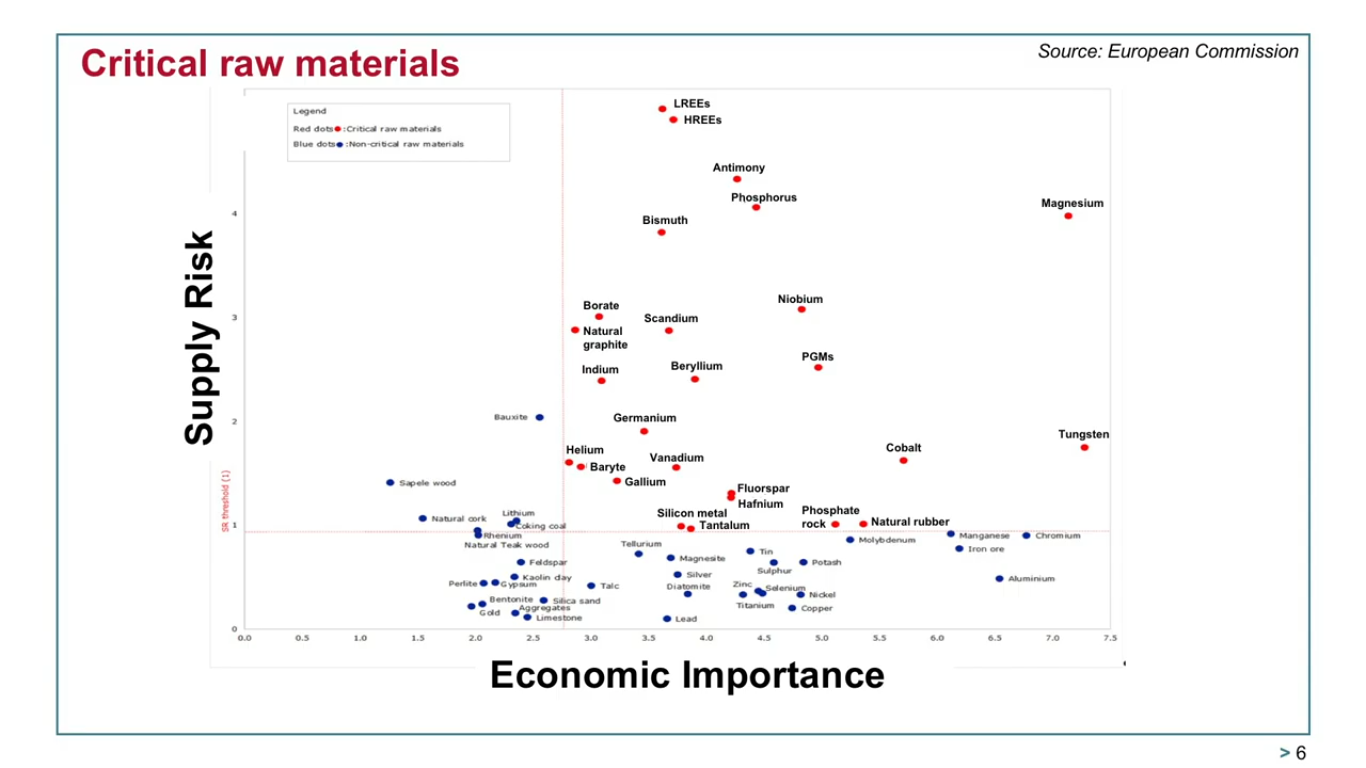 Critical raw materials
Source: European Commission
Legend
Red dots :Critical raw materials
Blue dots :Non-critical raw materials
LREEs
HREEs
Antimony
Phosphorus
Magnesium
4
Bismuth
Supply Risk
Niobium
Borate
3
Scandium
Natural
graphite
PGMs
Beryllium
Indium
Bauxite
2
Germanium
Tungsten
Cobalt
Helium
Vanadium
Baryte
Gallium
Sapele wood
Fluorspar
Hafnium
SR threshold (1)
Natural cork
Lithium
Coking coal
Silicon metal
Tantalum
Phosphate
rock
Natural rubber
1
Rhenium
Natural Teak wood
Manganese
Chromium
Molybdenum
Iron ore
Tellurium
Magnesite
Tin
Sulphur
Potash
Feldspar
Kaolin clay
Silver
Aluminium
Perlite
Gypsum
Talc
Diatomite
Zinc
Selenium
Nickel
Bentonite
Silica sand
Titanium
Copper
Gold
Aggregates
Limestone
Lead
0
0.0 0.5 1.0 1.5 2.0 2.5 3.0 3.5 4.0 4.5 5.0 5.5 6.0 6.5 7.0 7.5
Economic Importance
> 6